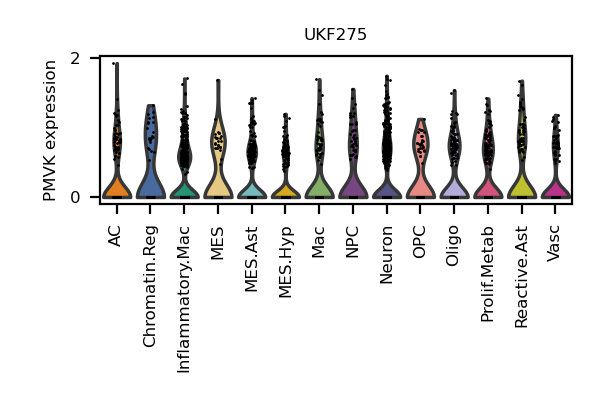 UKF275
PMVK expression
2
0
AC
Chromatin.Reg
Inflammatory.Mac
MES
MES.Ast
MES.Hyp
Mac
NPC
Neuron
OPC
Oligo
Prolif.Metab
Reactive.Ast
Vasc